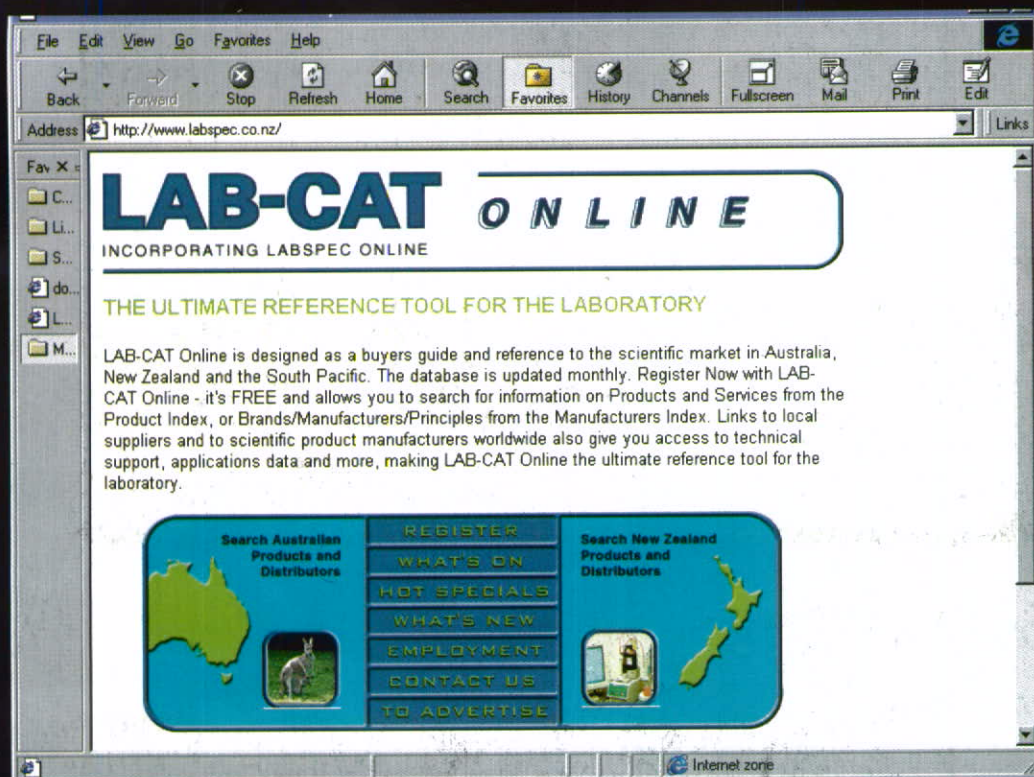 File Edit View Go Favorites Help
Back Forward Stop Refresh Home Search Favorites History Channels Fullscreen Mail Print Edit
Address http://www.labspec.co.nz/ Links
Fav
C...
Li...
S...
do...
L...
M...
LAB-CAT ONLINE
INCORPORATING LABSPEC ONLINE
THE ULTIMATE REFERENCE TOOL FOR THE LABORATORY
LAB-CAT Online is designed as a buyers guide and reference to the scientific market in Australia,
New Zealand and the South Pacific. The database is updated monthly. Register Now with LAB-
CAT Online - it's FREE and allows you to search for information on Products and Services from the
Product Index, or Brands/Manufacturers/Principles from the Manufacturers Index. Links to local
suppliers and to scientific product manufacturers worldwide also give you access to technical
support, applications data and more, making LAB-CAT Online the ultimate reference tool for the
laboratory.
Search Australian
Products and
Distributors
REGISTER
WHAT'S ON
HOT SPECIALS
WHAT'S NEW
EMPLOYMENT
CONTACT US
TO ADVERTISE
Search New Zealand
Products and
Distributors
Internet zone